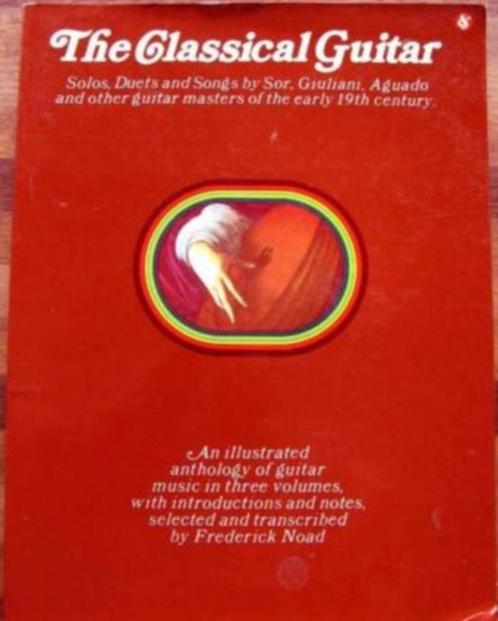 &
The Classical Guitar
Solos, Duets and Songs by Sor, Giuliani, Aguado
and other guitar masters of the early 19th century.
An illustrated
anthology of guitar
music in three volumes,
with introductions and notes,
selected and transcribed
by Frederick Noad